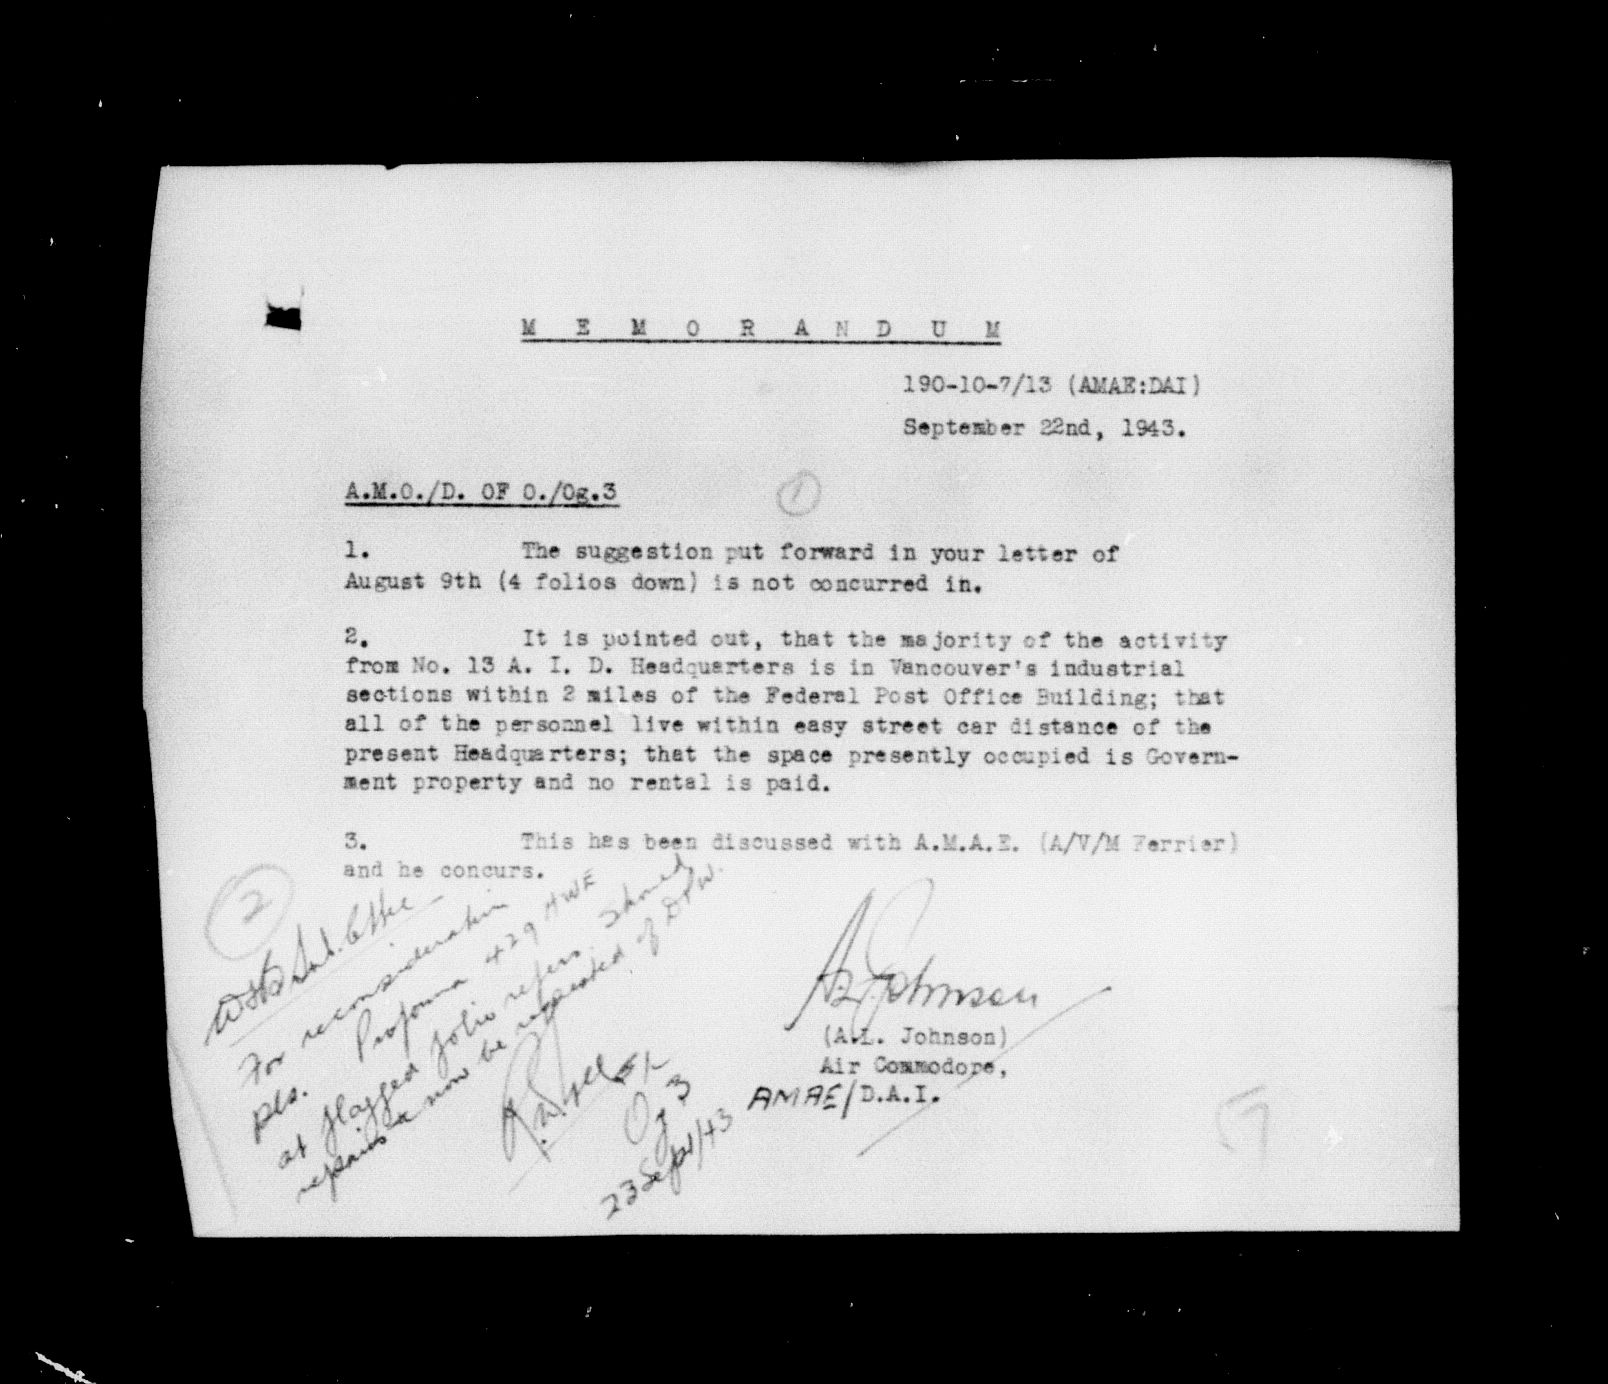 M E M O R A N D U M
190-10-7/13 (AMAE:DAI)
September 22nd, 1943.
A.M.O./D. OF O./Og.3
1
1. The suggestion put forward in your letter of
August 9th (4 folios down) is not concurred in.
2. It is pointed out, that the majority of the activity
from No. 13 A. I. D. Headquarters is in Vancouver's industrial
sections within 2 miles of the Federal Post Office Building; that
all of the personnel live within easy street car distance of the
present Headquarters; that the space presently occupied is Govern-
ment property and no rental is paid.
3. This has been discussed with A.M.A.E. (A/V/M Ferrier)
and he concurs.
2
For reconsideration
pls. Proforma 429 HWE
at flagged folio refers. Should
repairs now be requested of DPW.
Og 3
23 Sept/43
A.L. Johnson
(A.L. Johnson)
Air Commodore,
AMAE/D.A.I.